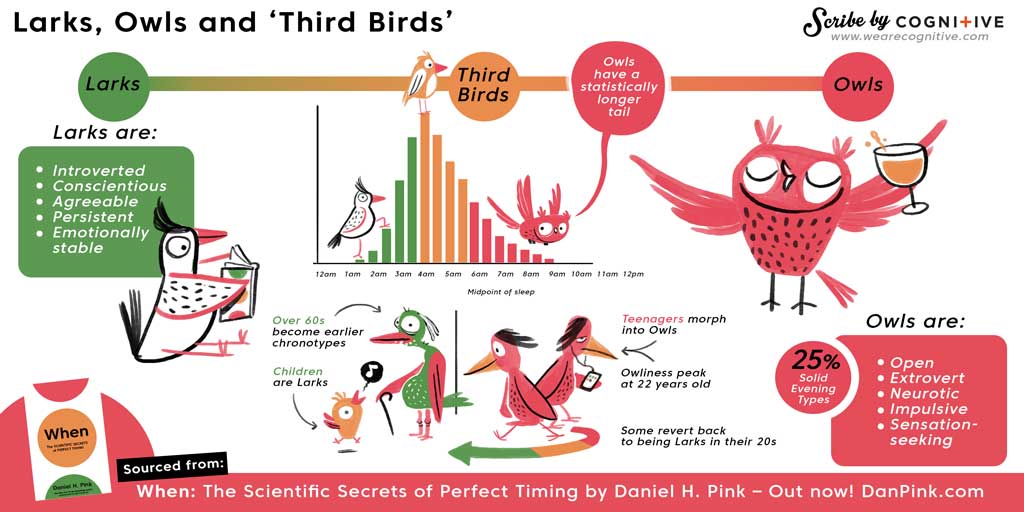 Larks, Owls and ‘Third Birds’
Scribe by COGNITIVE
www.wearecognitive.com
Larks
Third
Birds
Owls
have a
statistically
longer
tail
Owls
Larks are:
• Introverted
• Conscientious
• Agreeable
• Persistent
• Emotionally
stable
12am 1am 2am 3am 4am 5am 6am 7am 8am 9am 10am 11am 12pm
Midpoint of sleep
Over 60s
become earlier
chronotypes
Children
are Larks
Teenagers morph
into Owls
Owliness peak
at 22 years old
Some revert back
to being Larks in their 20s
Owls are:
25%
Solid
Evening
Types
• Open
• Extrovert
• Neurotic
• Impulsive
• Sensation-
seeking
When
The SCIENTIFIC SECRETS
of PERFECT TIMING
Daniel H. Pink
Sourced from:
When: The Scientific Secrets of Perfect Timing by Daniel H. Pink – Out now! DanPink.com